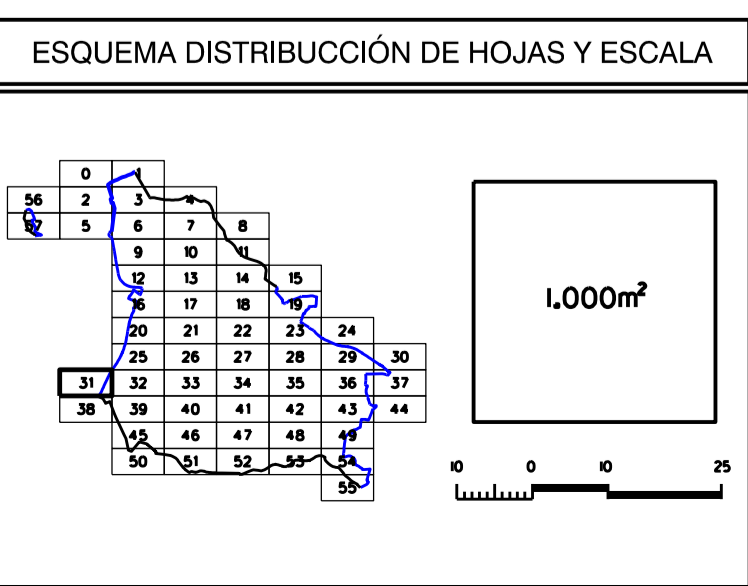 ESQUEMA DISTRIBUCCIÓN DE HOJAS Y ESCALA
0 1
56 2 3 4
57 5 6 7 8
9 10 11
12 13 14 15
16 17 18 19
20 21 22 23 24
25 26 27 28 29 30
31 32 33 34 35 36 37
38 39 40 41 42 43 44
45 46 47 48 49
50 51 52 53 54
55
1.000m²
10 0 10 25